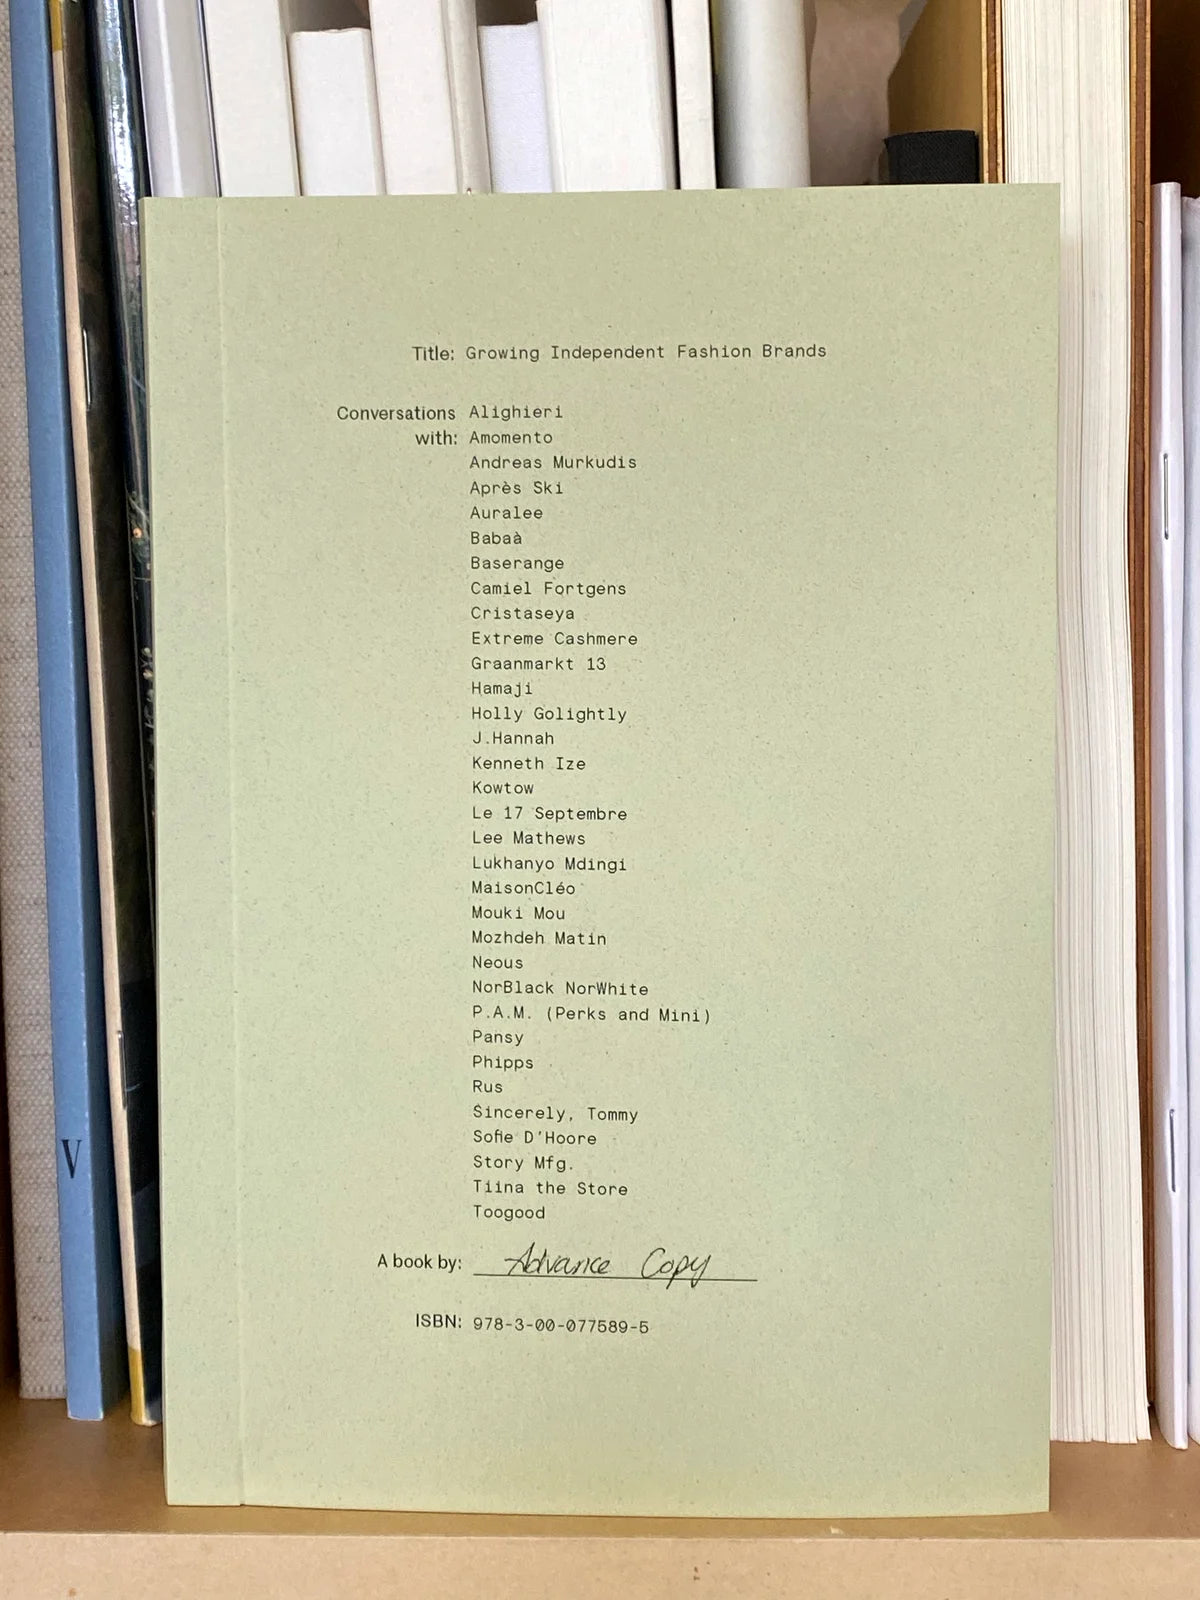 Title: Growing Independent Fashion Brands
Conversations Alighieri
with: Amomento
Andreas Murkudis
Après Ski
Auralee
Babaà
Baserange
Camiel Fortgens
Cristaseya
Extreme Cashmere
Graanmarkt 13
Hamaji
Holly Golightly
J.Hannah
Kenneth Ize
Kowtow
Le 17 Septembre
Lee Mathews
Lukhanyo Mdingi
MaisonCléo
Mouki Mou
Mozhdeh Matin
Neous
NorBlack NorWhite
P.A.M. (Perks and Mini)
Pansy
Phipps
Rus
Sincerely, Tommy
Sofie D'Hoore
Story Mfg.
Tiina the Store
Toogood
A book by: Advance Copy
ISBN: 978-3-00-077589-5
V